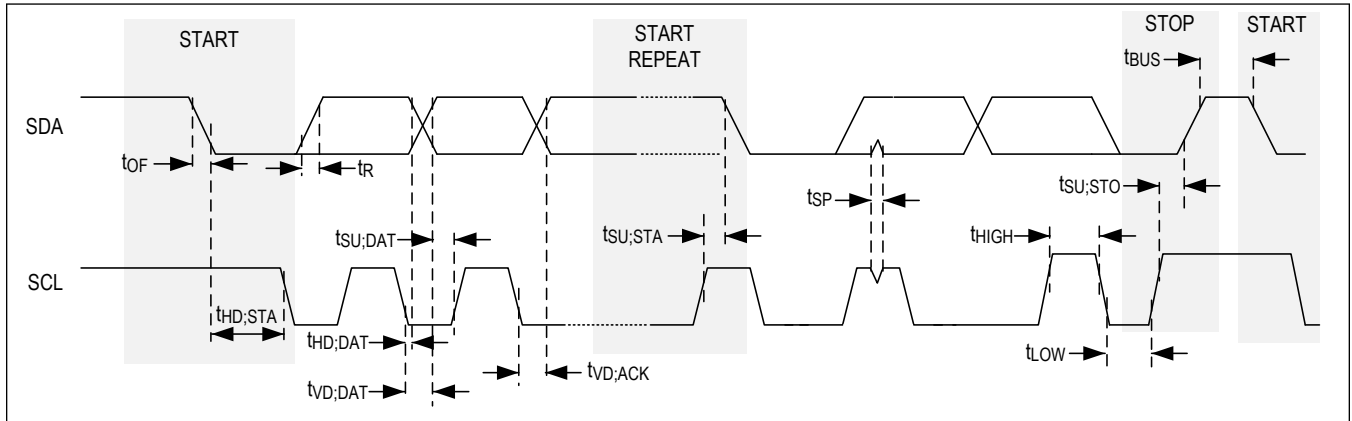 START
START
REPEAT
STOP
START
tBUS
SDA
tOF
tR
tSP
tSU;STO
tSU;DAT
tSU;STA
tHIGH
SCL
tHD;STA
tHD;DAT
tLOW
tVD;DAT
tVD;ACK